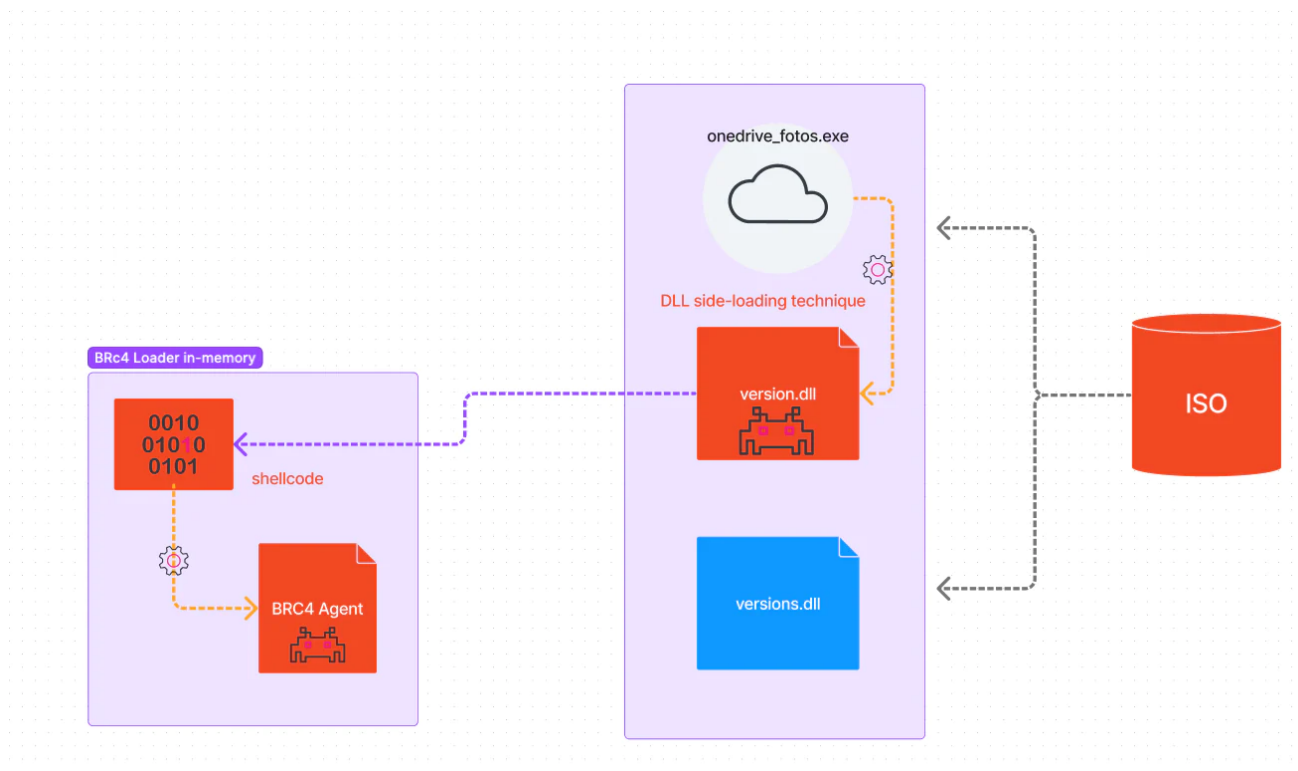 onedrive_fotos.exe
DLL side-loading technique
version.dll
versions.dll
ISO
BRc4 Loader in-memory
0010
01010
0101
shellcode
BRC4 Agent